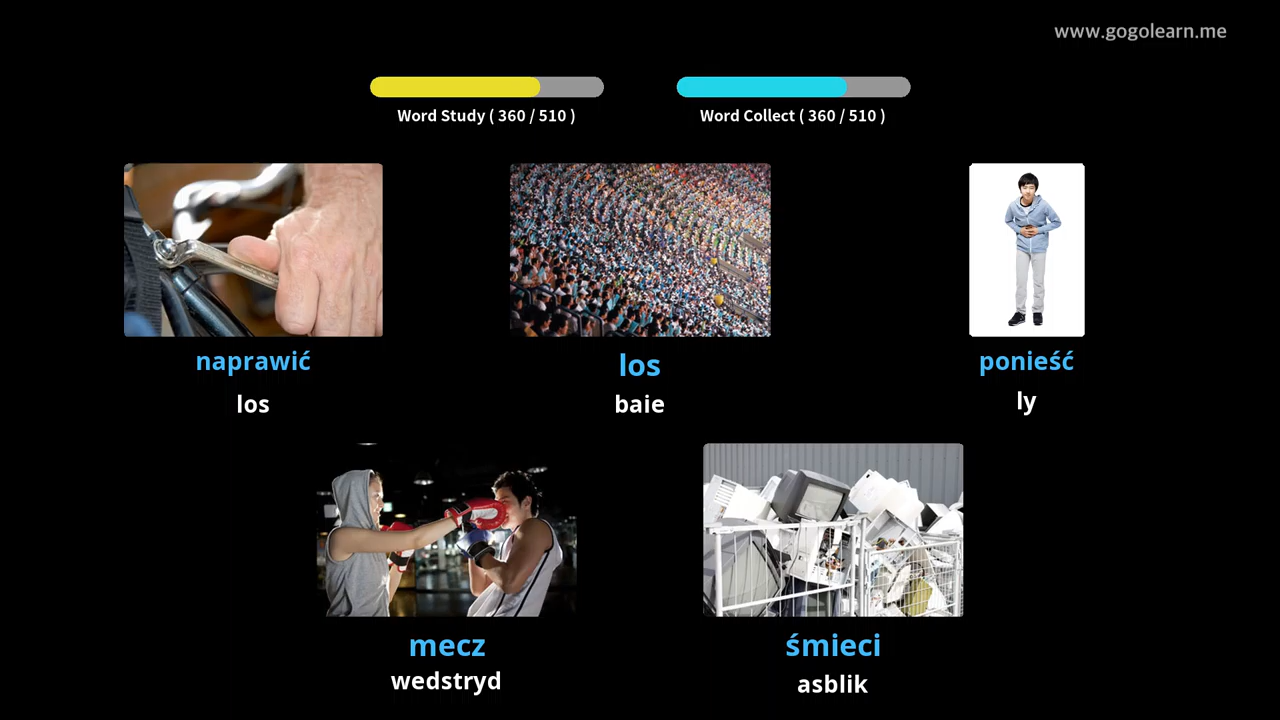 www.gogolearn.me
Word Study ( 360 / 510 )
Word Collect ( 360 / 510 )
naprawić
los
los
baie
ponieść
ly
mecz
wedstryd
śmieci
asblik